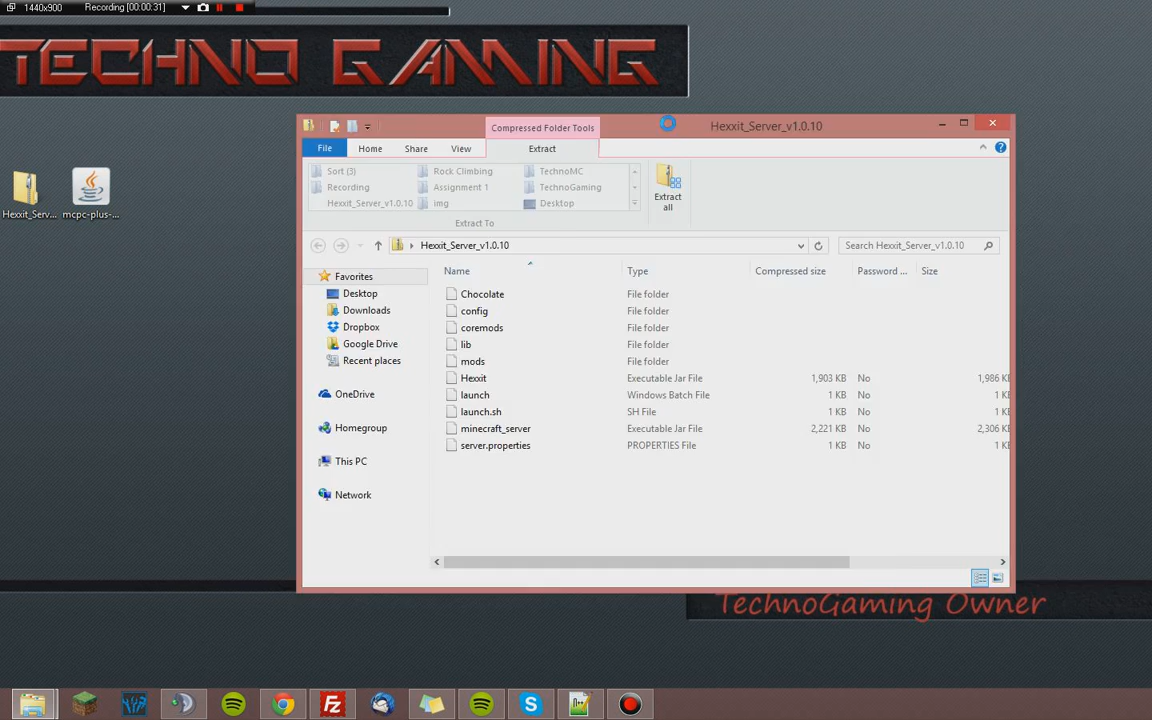 1440x900 Recording [00:00:31]
TECHNO GAMING
Compressed Folder Tools Hexxit_Server_v1.0.10
File Home Share View Extract
Sort (3) Rock Climbing TechnoMC
Recording Assignment 1 TechnoGaming
Hexxit_Server_v1.0.10 img Desktop
Extract all
Extract To
Hexxit_Serv... mcpc-plus-...
Hexxit_Server_v1.0.10 Search Hexxit_Server_v1.0.10
Name Type Compressed size Password ... Size
Favorites
Desktop
Downloads
Dropbox
Google Drive
Recent places
OneDrive
Homegroup
This PC
Network
Chocolate File folder
config File folder
coremods File folder
lib File folder
mods File folder
Hexxit Executable Jar File 1,903 KB No 1,986 KB
launch Windows Batch File 1 KB No 1 KB
launch.sh SH File 1 KB No 1 KB
minecraft_server Executable Jar File 2,221 KB No 2,306 KB
server.properties PROPERTIES File 1 KB No 1 KB
TechnoGaming Owner